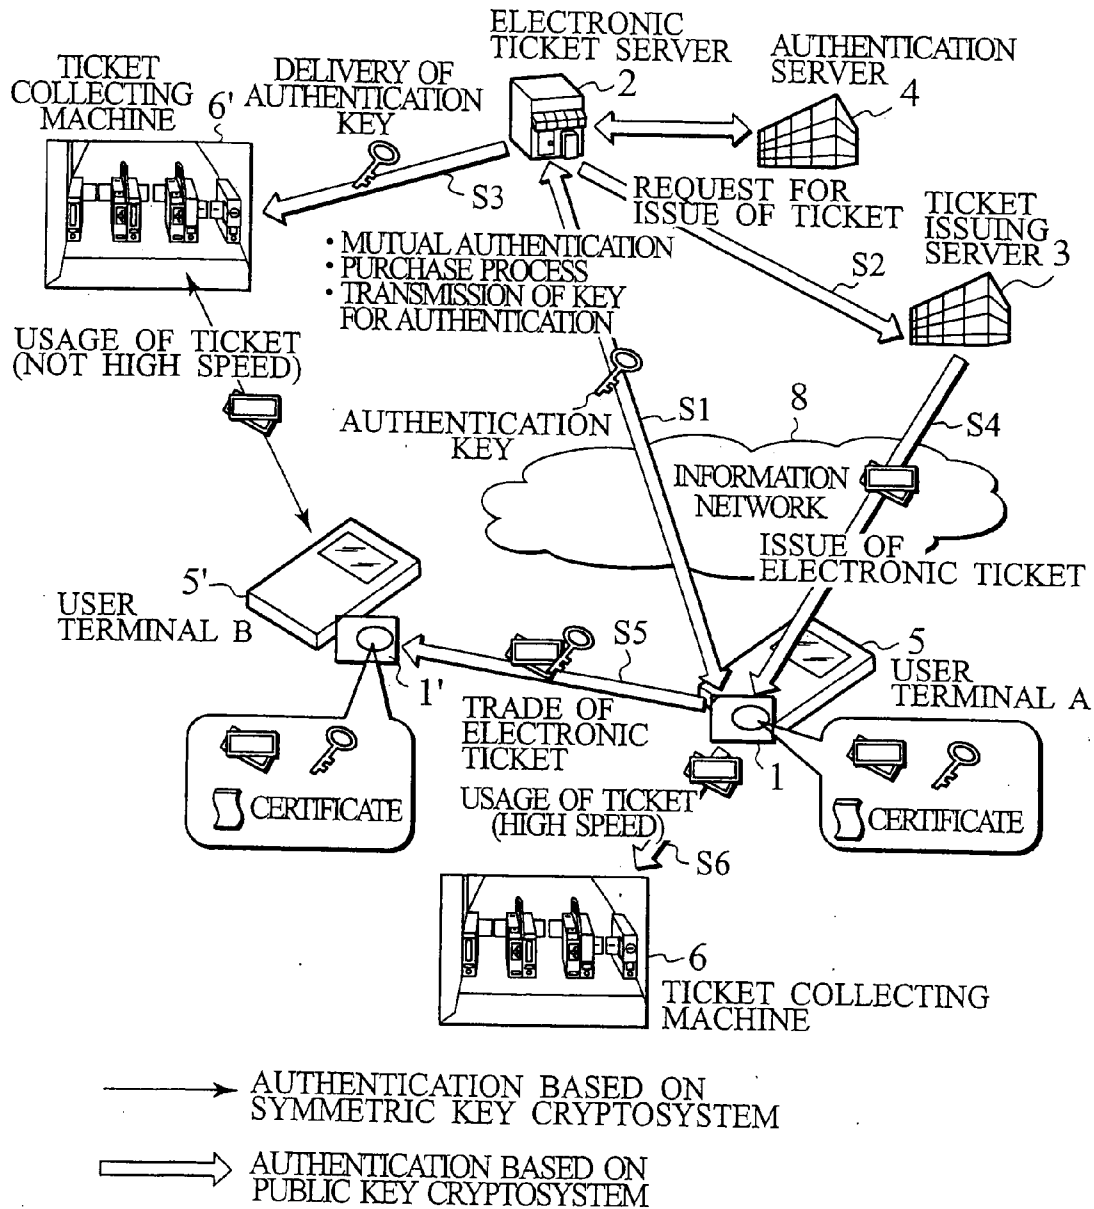 ELECTRONIC
TICKET SERVER
2
AUTHENTICATION
SERVER
4
TICKET
COLLECTING
MACHINE
6'
DELIVERY OF
AUTHENTICATION
KEY
S3
REQUEST FOR
ISSUE OF TICKET
TICKET
ISSUING
SERVER 3
S2
· MUTUAL AUTHENTICATION
· PURCHASE PROCESS
· TRANSMISSION OF KEY
FOR AUTHENTICATION
USAGE OF TICKET
(NOT HIGH SPEED)
AUTHENTICATION
KEY
S1
8
S4
INFORMATION
NETWORK
ISSUE OF
ELECTRONIC TICKET
5'
USER
TERMINAL B
1'
S5
5
USER
TERMINAL A
TRADE OF
ELECTRONIC
TICKET
1
CERTIFICATE
USAGE OF TICKET
(HIGH SPEED)
CERTIFICATE
S6
6
TICKET COLLECTING
MACHINE
AUTHENTICATION BASED ON
SYMMETRIC KEY CRYPTOSYSTEM
AUTHENTICATION BASED ON
PUBLIC KEY CRYPTOSYSTEM